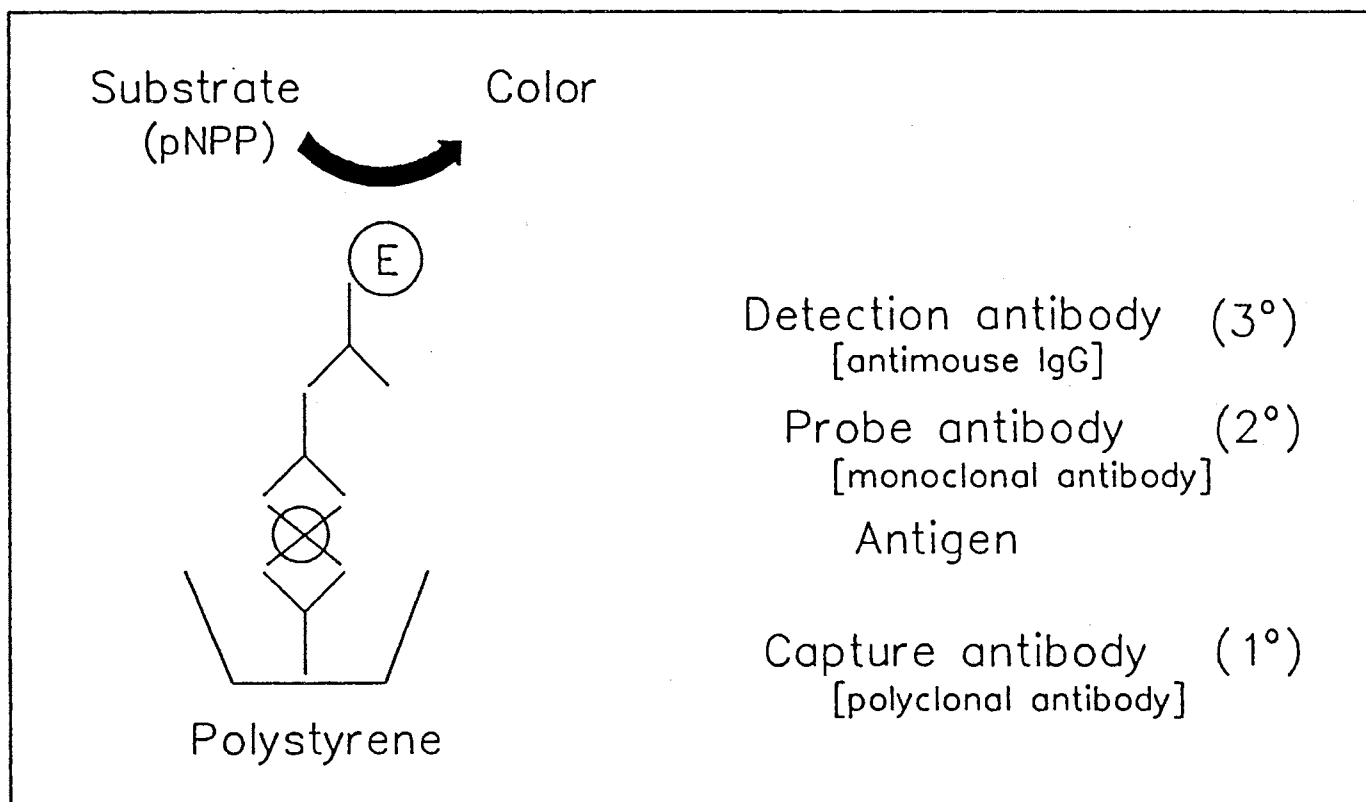 Substrate
(pNPP)
Color
E
Detection antibody (3°)
[antimouse IgG]
Probe antibody (2°)
[monoclonal antibody]
Antigen
Capture antibody (1°)
[polyclonal antibody]
Polystyrene